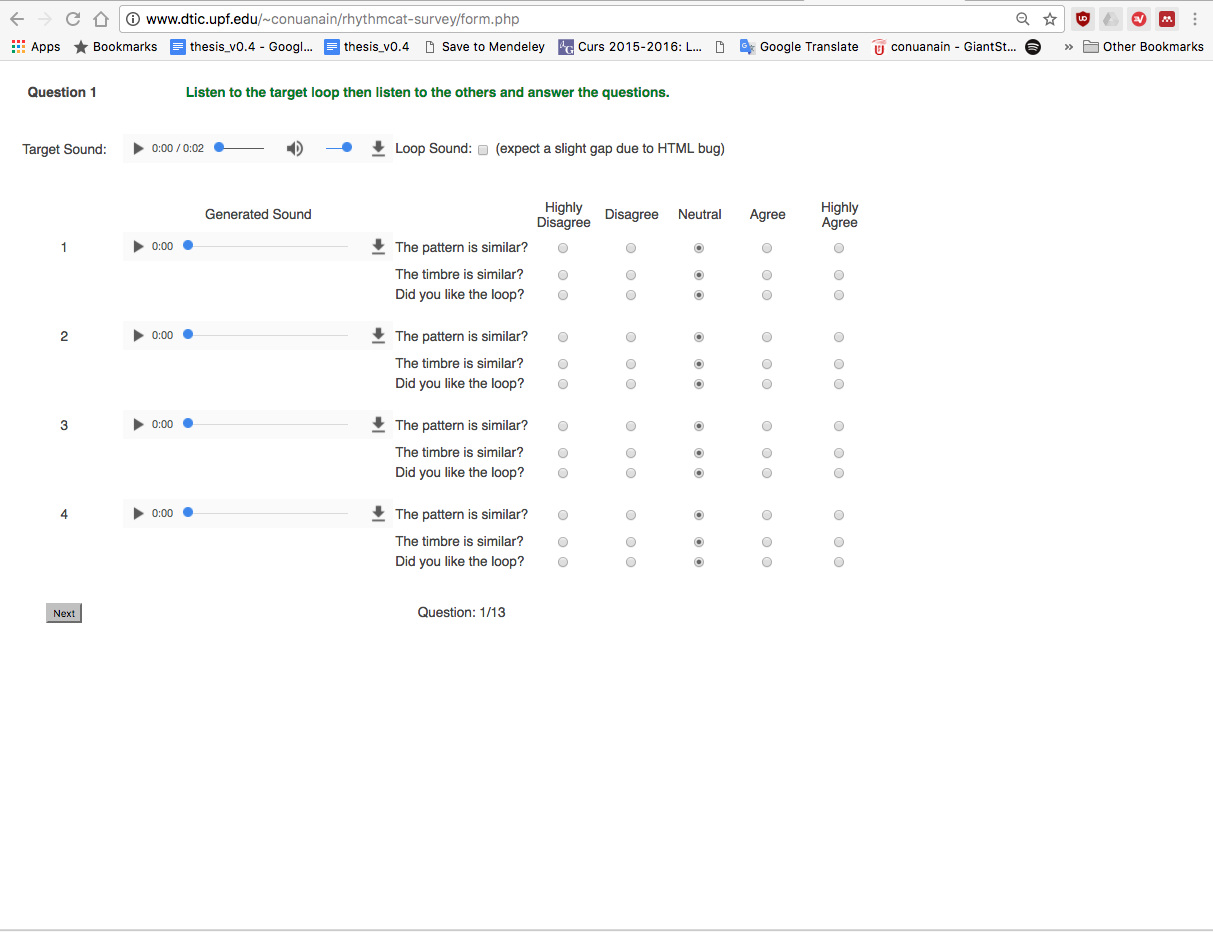 www.dtic.upf.edu/~conuanain/rhythmcat-survey/form.php
Apps Bookmarks thesis_v0.4 - Googl... thesis_v0.4 Save to Mendeley Curs 2015-2016: L... Google Translate conuanain - GiantSt... » Other Bookmarks
Question 1 Listen to the target loop then listen to the others and answer the questions.
Target Sound: 0:00 / 0:02 Loop Sound: (expect a slight gap due to HTML bug)
Generated Sound Highly Disagree Disagree Neutral Agree Highly Agree
1 0:00 The pattern is similar?
The timbre is similar?
Did you like the loop?
2 0:00 The pattern is similar?
The timbre is similar?
Did you like the loop?
3 0:00 The pattern is similar?
The timbre is similar?
Did you like the loop?
4 0:00 The pattern is similar?
The timbre is similar?
Did you like the loop?
Next Question: 1/13